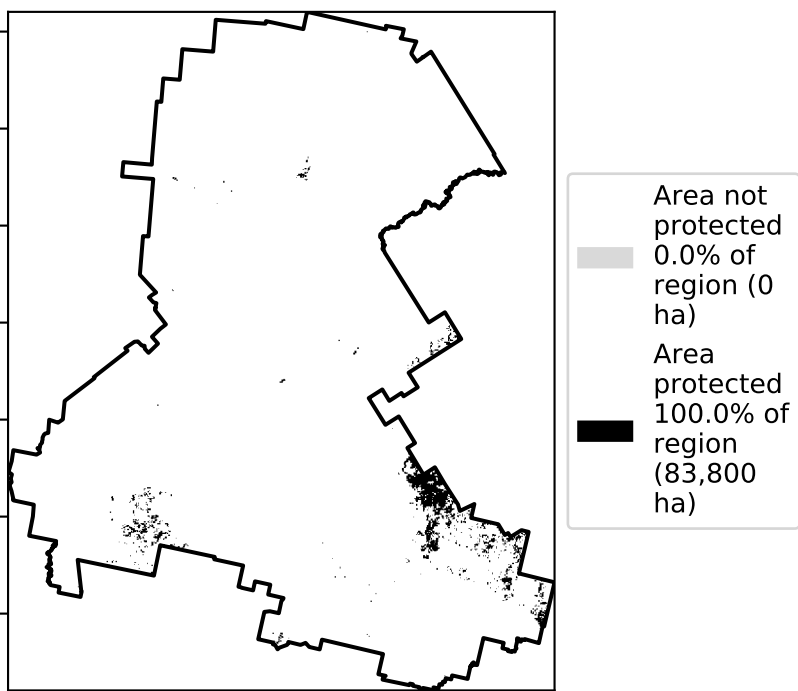 Area not
protected
0.0% of
region (0
ha)
Area
protected
100.0% of
region
(83,800
ha)